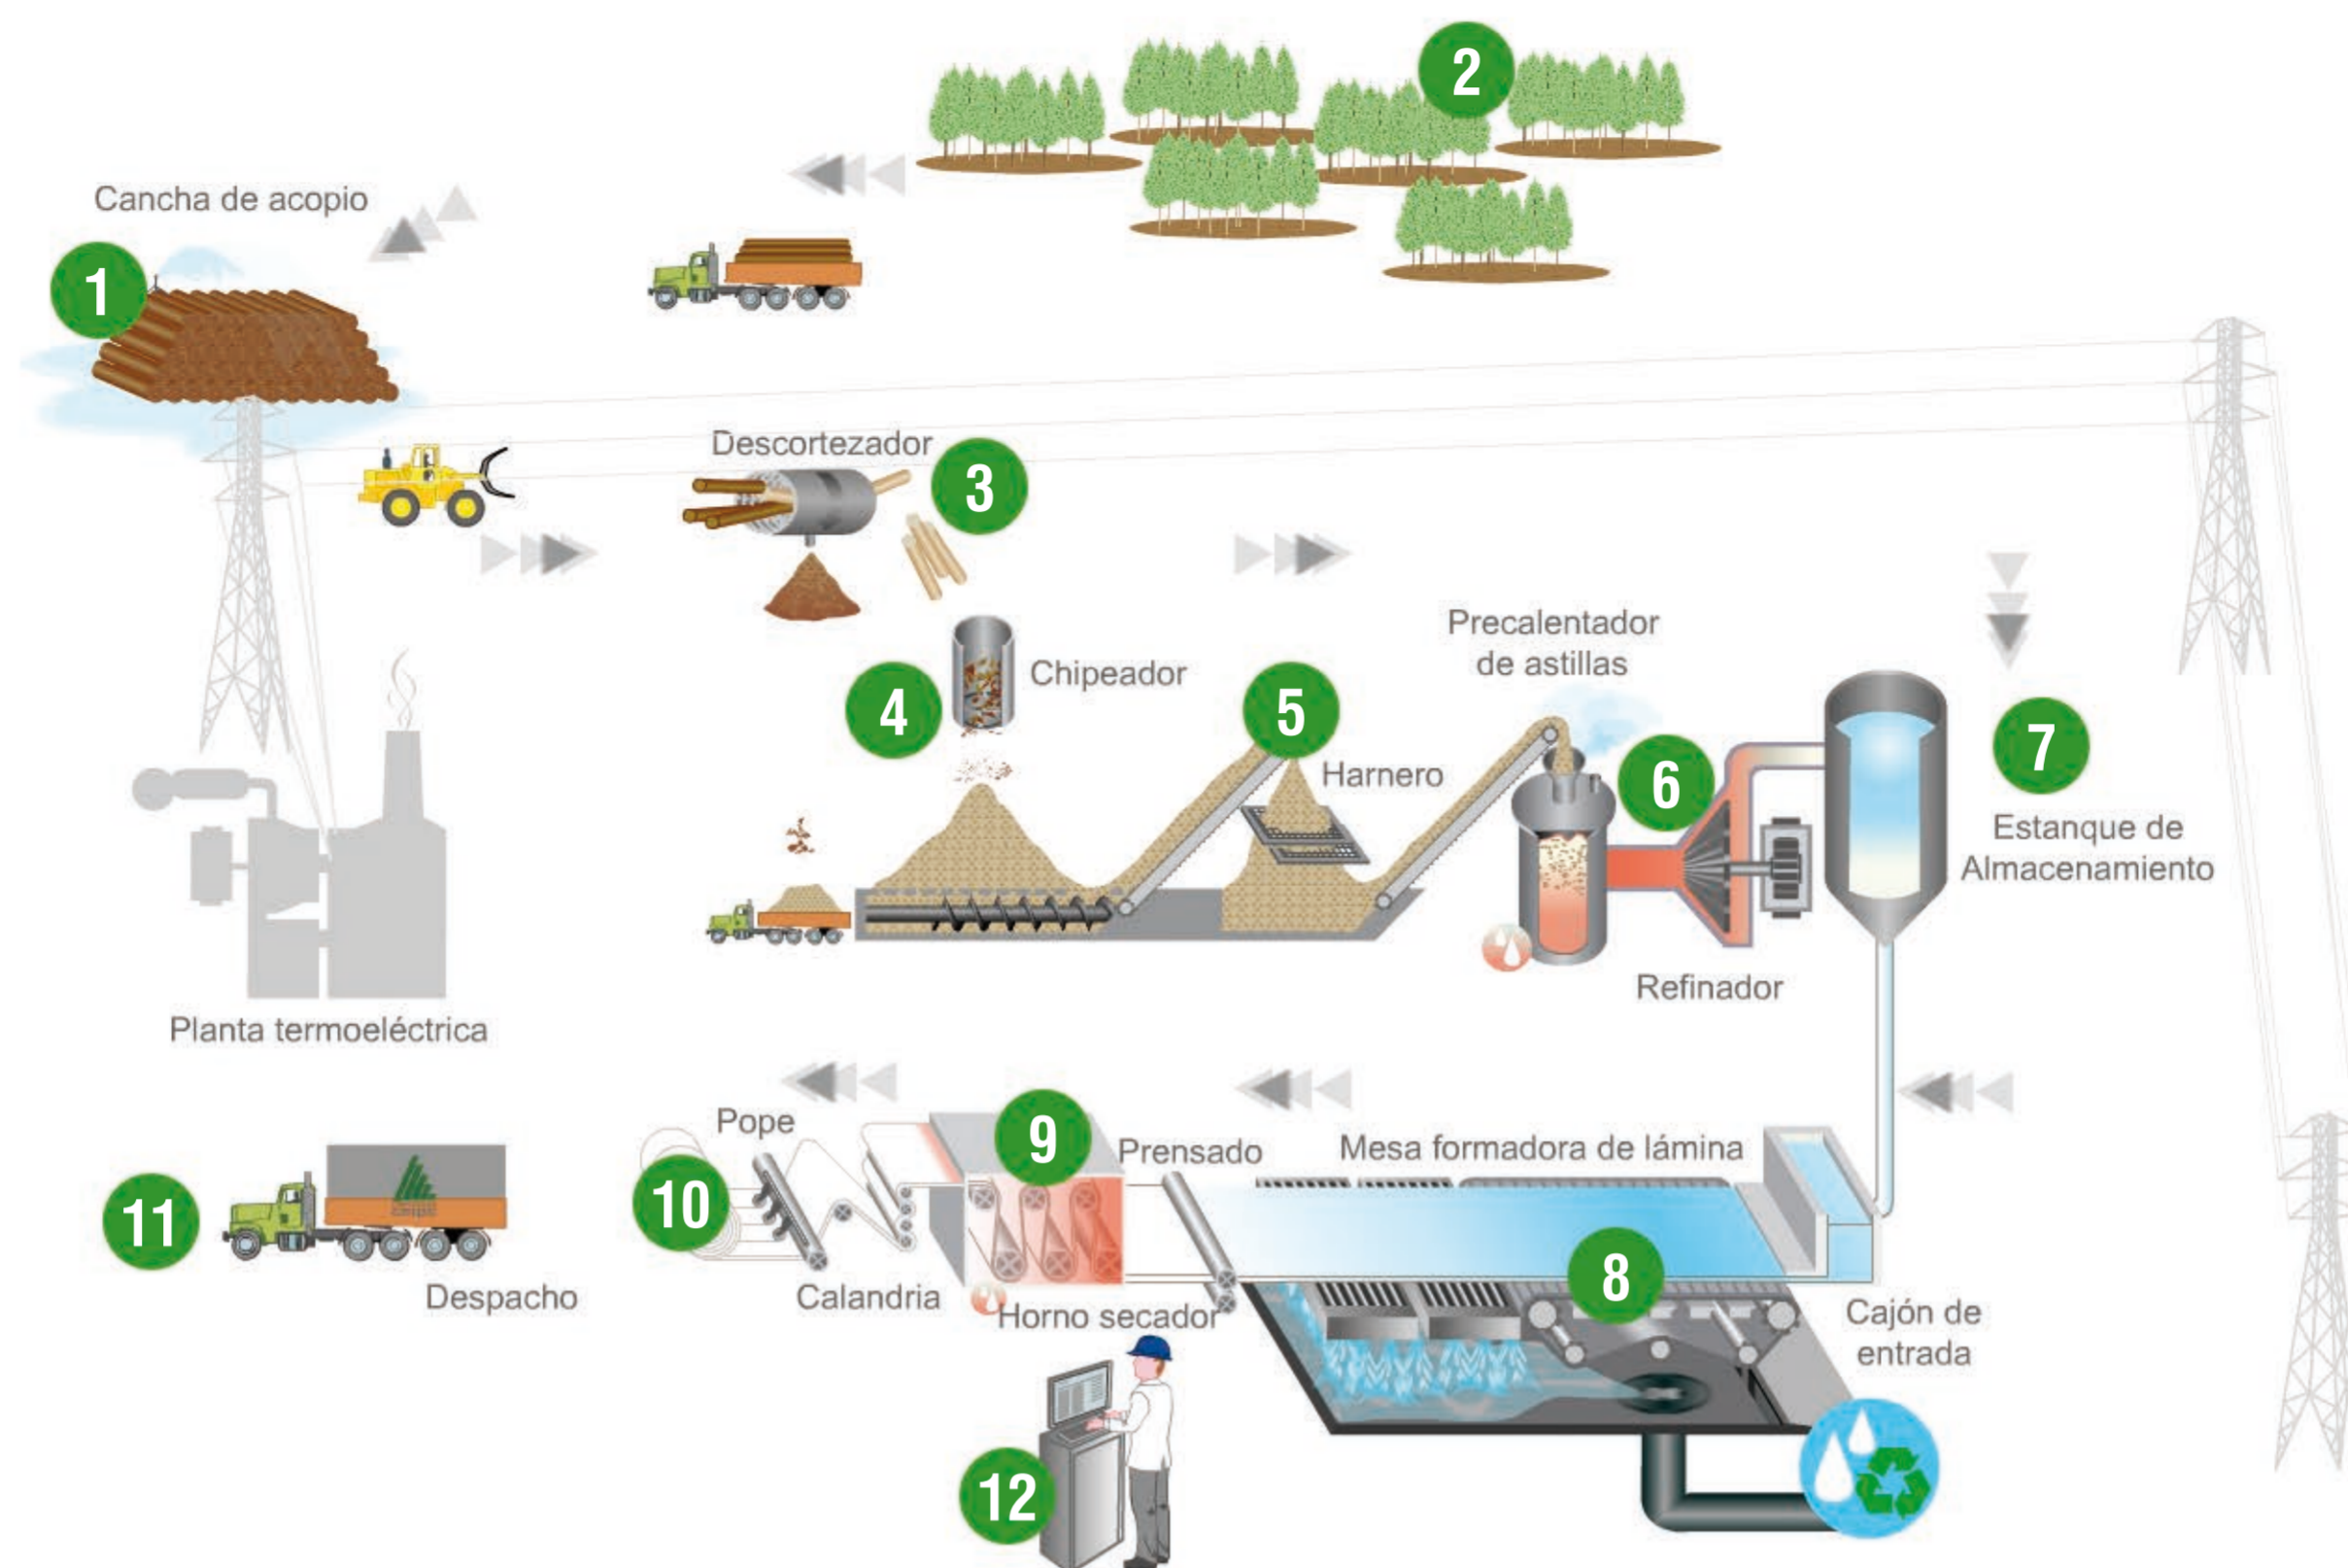 2
Cancha de acopio
1
Descortezador
3
Precalentador
de astillas
4
Chipeador
5
Harnero
6
7
Estanque de
Almacenamiento
Refinador
Planta termoeléctrica
Pope
9
Prensado
Mesa formadora de lámina
10
11
8
Despacho
Calandria
Horno secador
Cajón de
entrada
12